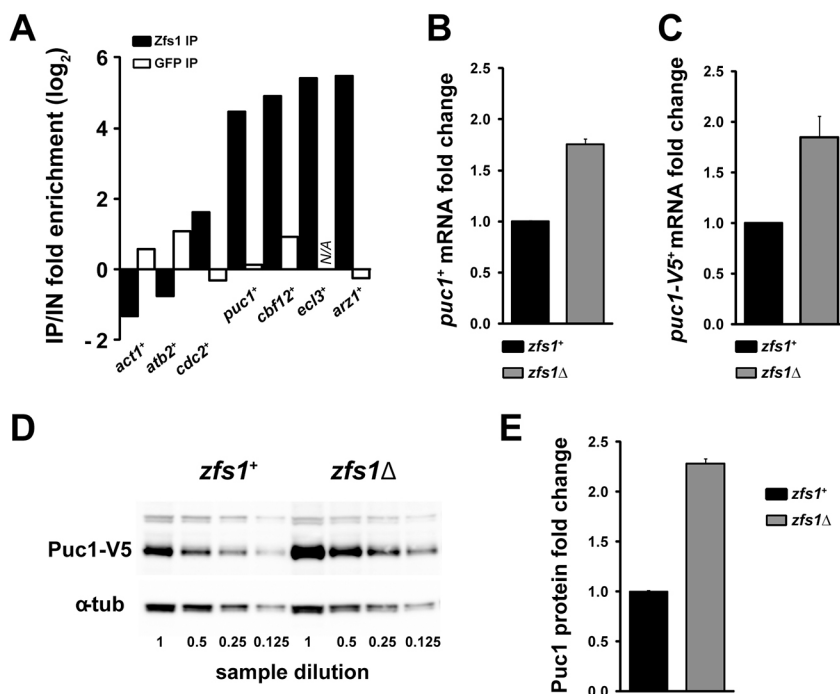 A
Zfs1 IP
GFP IP
IP/IN fold enrichment (log₂)
6
4
2
0
- 2
N/A
act1⁺
atb2⁺
cdc2⁺
puc1⁺
cbf12⁺
ecl3⁺
arz1⁺
B
puc1⁺ mRNA fold change
2.5
2.0
1.5
1.0
0.5
0.0
zfs1⁺
zfs1Δ
C
puc1-V5⁺ mRNA fold change
2.5
2.0
1.5
1.0
0.5
0.0
zfs1⁺
zfs1Δ
D
zfs1⁺ zfs1Δ
Puc1-V5
α-tub
1 0.5 0.25 0.125 1 0.5 0.25 0.125
sample dilution
E
Puc1 protein fold change
2.5
2.0
1.5
1.0
0.5
0.0
zfs1⁺
zfs1Δ